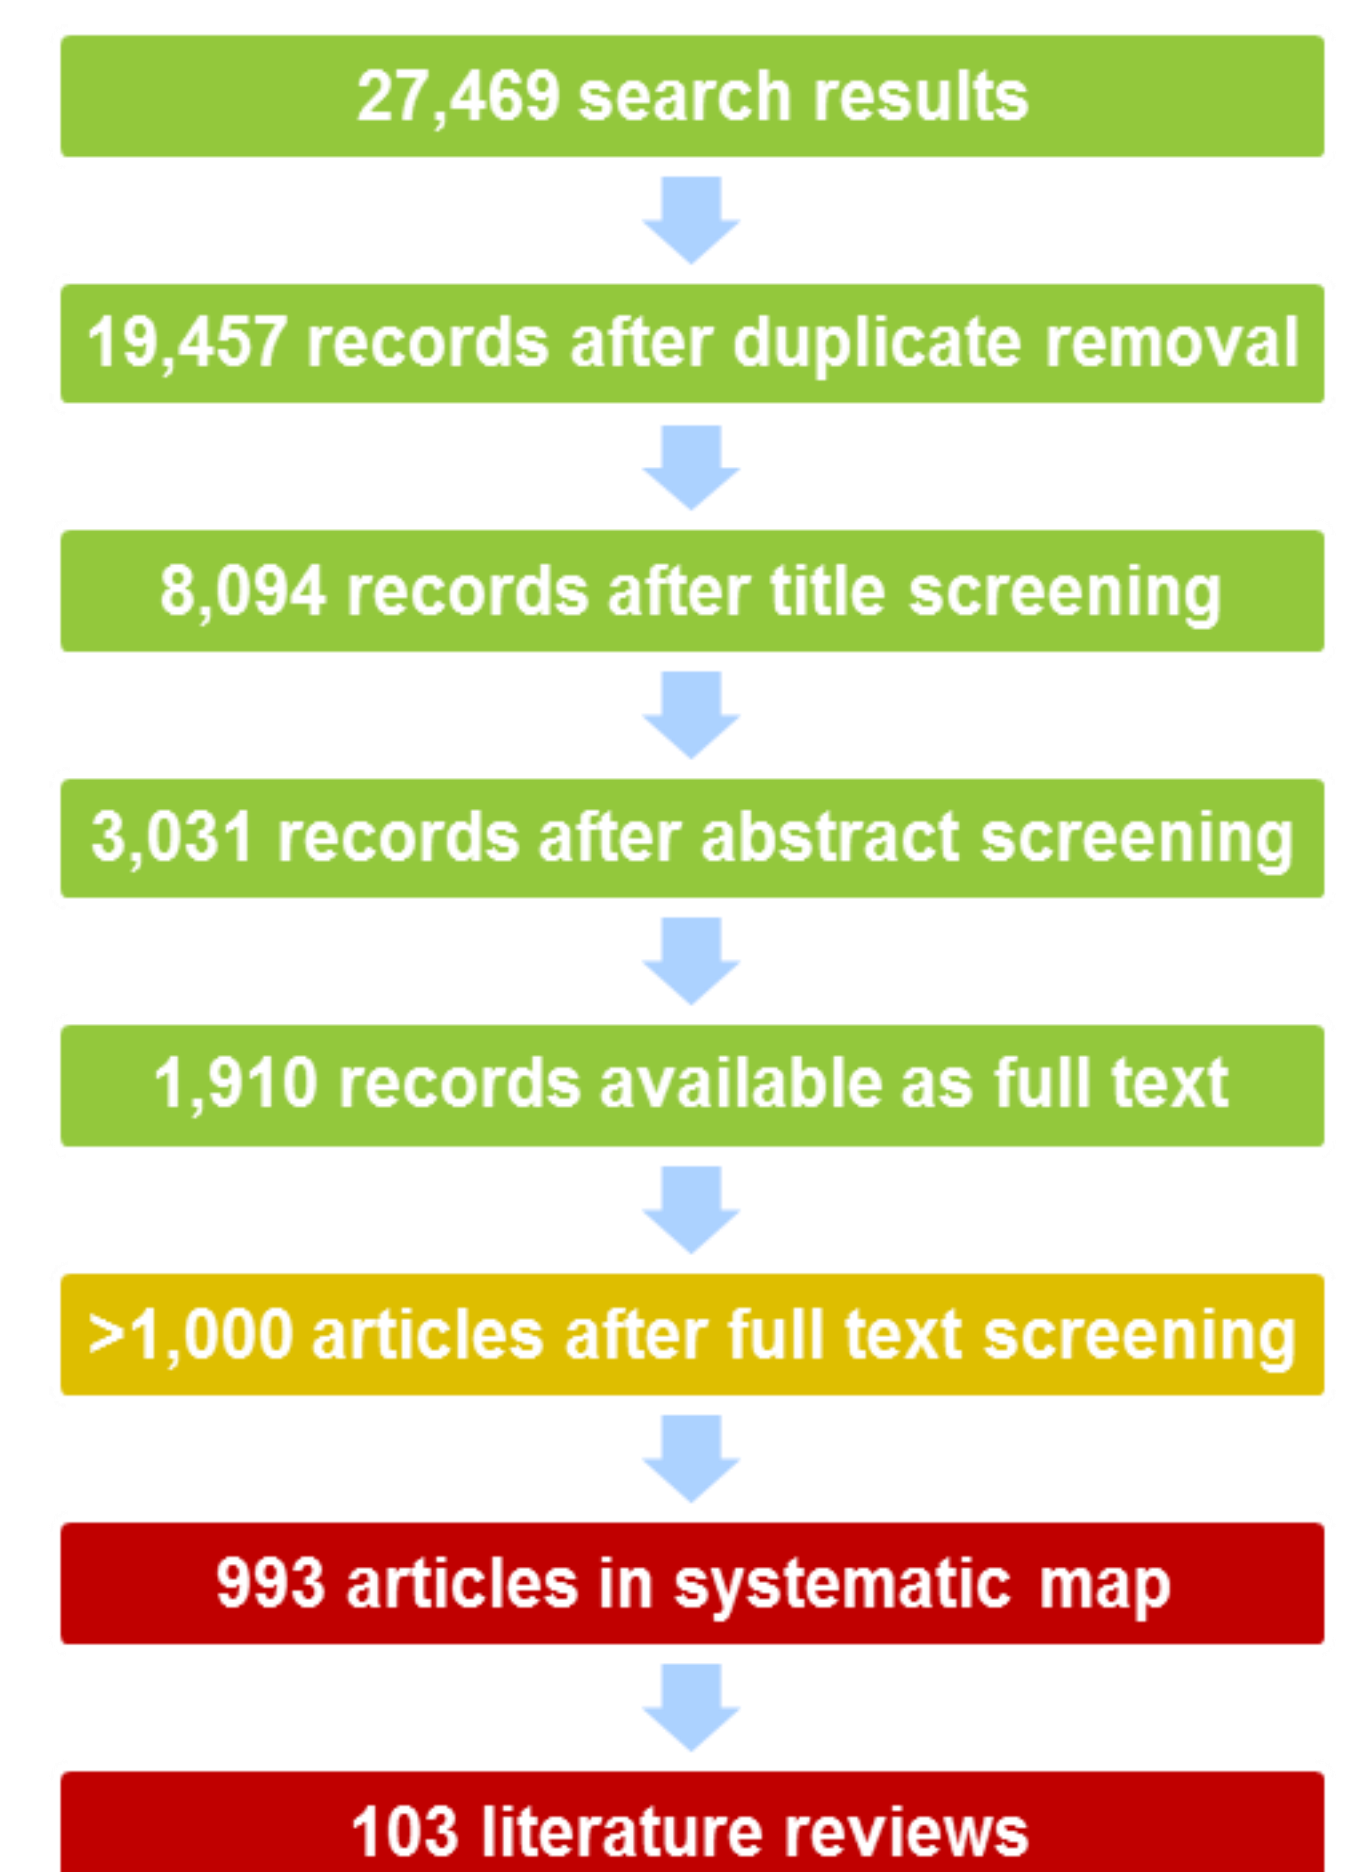 27,469 search results
19,457 records after duplicate removal
8,094 records after title screening
3,031 records after abstract screening
1,910 records available as full text
>1,000 articles after full text screening
993 articles in systematic map
103 literature reviews